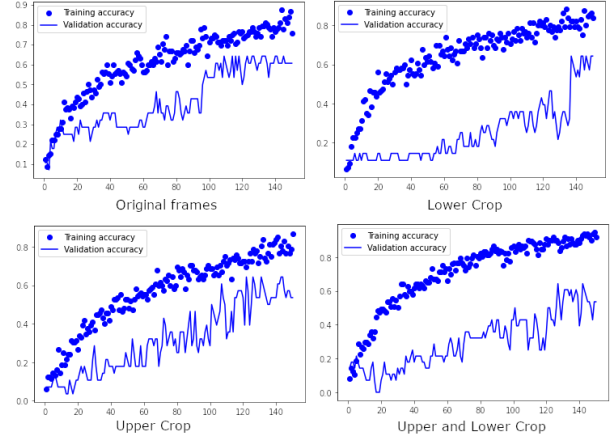 0.9
0.8
0.7
0.6
0.5
0.4
0.3
0.2
0.1
Training accuracy
Validation accuracy
0 20 40 60 80 100 120 140
Original frames
0.8
0.6
0.4
0.2
Training accuracy
Validation accuracy
0 20 40 60 80 100 120 140
Lower Crop
0.8
0.6
0.4
0.2
0.0
Training accuracy
Validation accuracy
0 20 40 60 80 100 120 140
Upper Crop
1.0
0.8
0.6
0.4
0.2
0.0
Training accuracy
Validation accuracy
0 20 40 60 80 100 120 140
Upper and Lower Crop